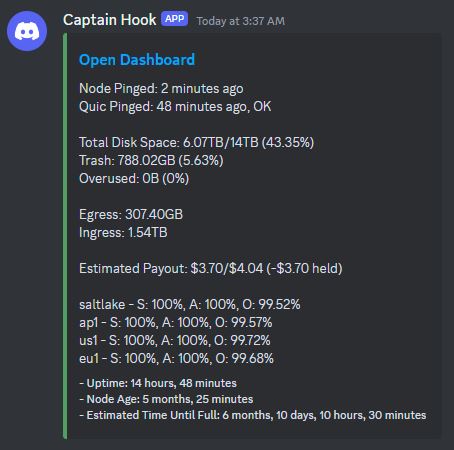 Captain Hook APP Today at 3:37 AM
Open Dashboard
Node Pinged: 2 minutes ago
Quic Pinged: 48 minutes ago, OK
Total Disk Space: 6.07TB/14TB (43.35%)
Trash: 788.02GB (5.63%)
Overused: 0B (0%)
Egress: 307.40GB
Ingress: 1.54TB
Estimated Payout: $3.70/$4.04 (-$3.70 held)
saltlake - S: 100%, A: 100%, O: 99.52%
ap1 - S: 100%, A: 100%, O: 99.57%
us1 - S: 100%, A: 100%, O: 99.72%
eu1 - S: 100%, A: 100%, O: 99.68%
- Uptime: 14 hours, 48 minutes
- Node Age: 5 months, 25 minutes
- Estimated Time Until Full: 6 months, 10 days, 10 hours, 30 minutes